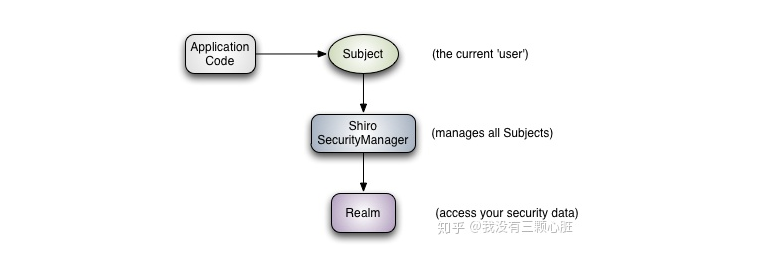 Application
Code
Subject
(the current 'user')
Shiro
SecurityManager
(manages all Subjects)
Realm
(access your security data)
知乎 @我没有三颗心脏